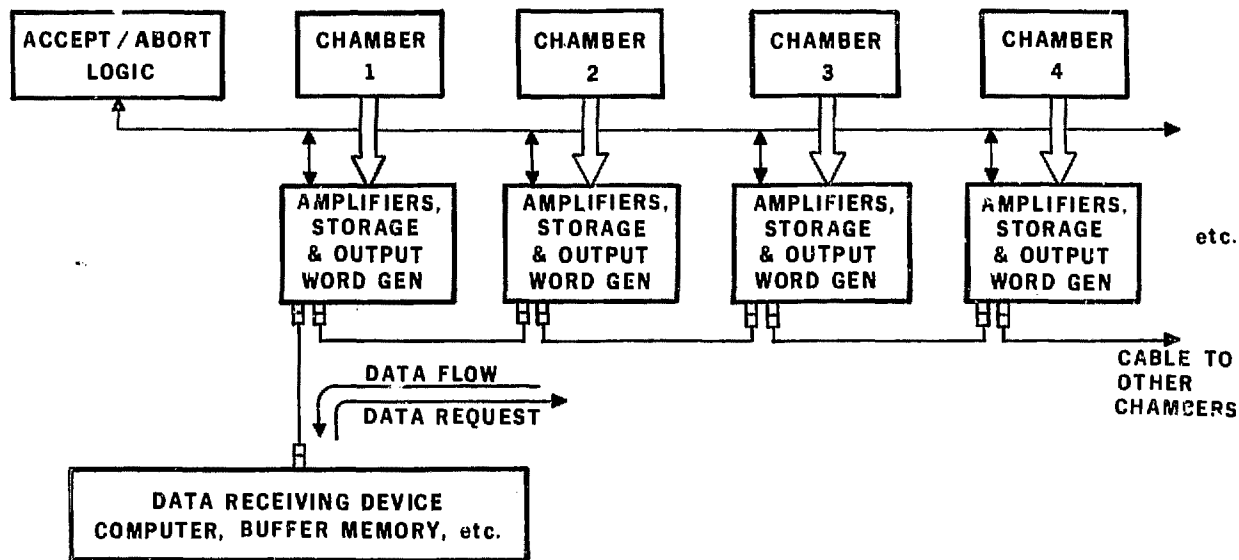 ACCEPT / ABORT
LOGIC
CHAMBER
1
CHAMBER
2
CHAMBER
3
CHAMBER
4
AMPLIFIERS,
STORAGE
& OUTPUT
WORD GEN
AMPLIFIERS,
STORAGE
& OUTPUT
WORD GEN
AMPLIFIERS,
STORAGE
& OUTPUT
WORD GEN
AMPLIFIERS,
STORAGE
& OUTPUT
WORD GEN
etc.
CABLE TO
OTHER
CHAMBERS
DATA FLOW
DATA REQUEST
DATA RECEIVING DEVICE
COMPUTER, BUFFER MEMORY, etc.